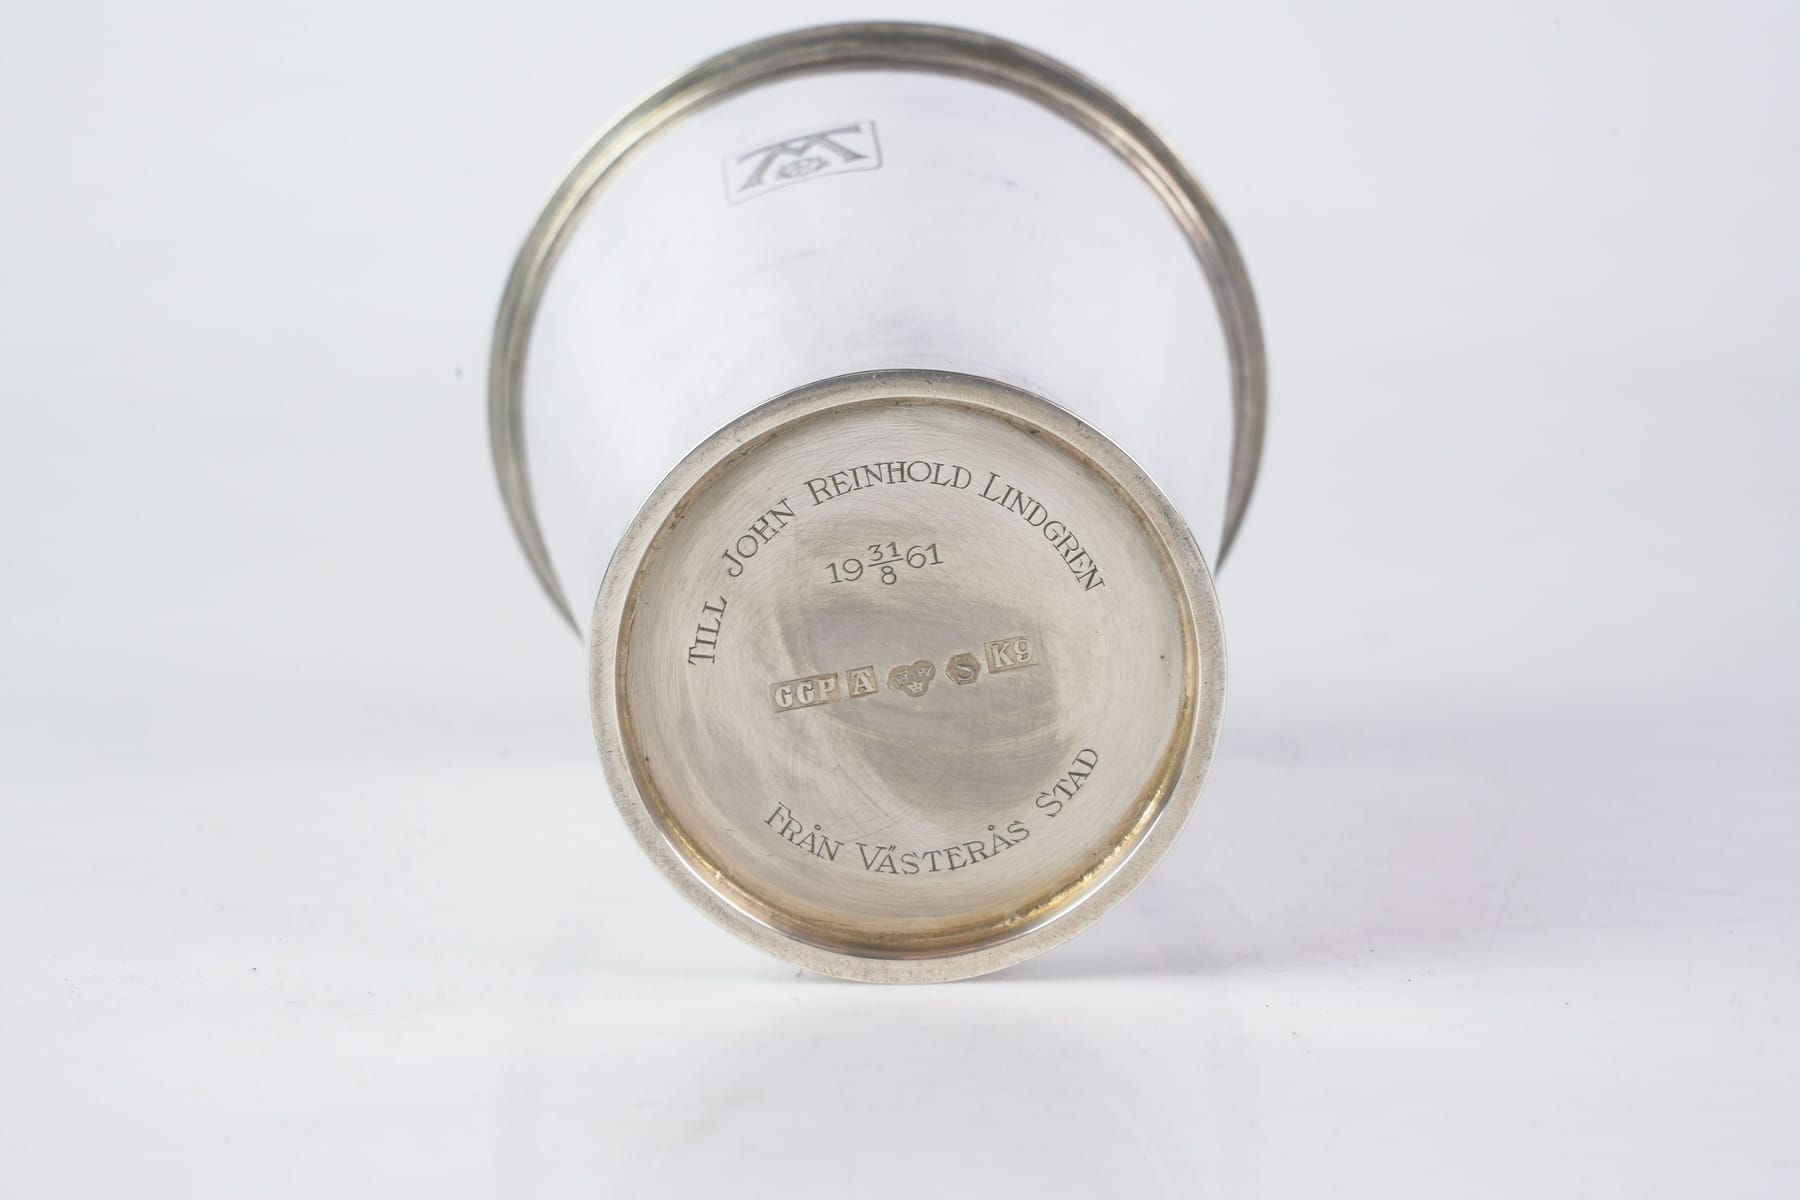 TILL JOHN REINHOLD LINDGREN
19 31/8 61
GGP A S K9
FRÅN VÄSTERÅS STAD